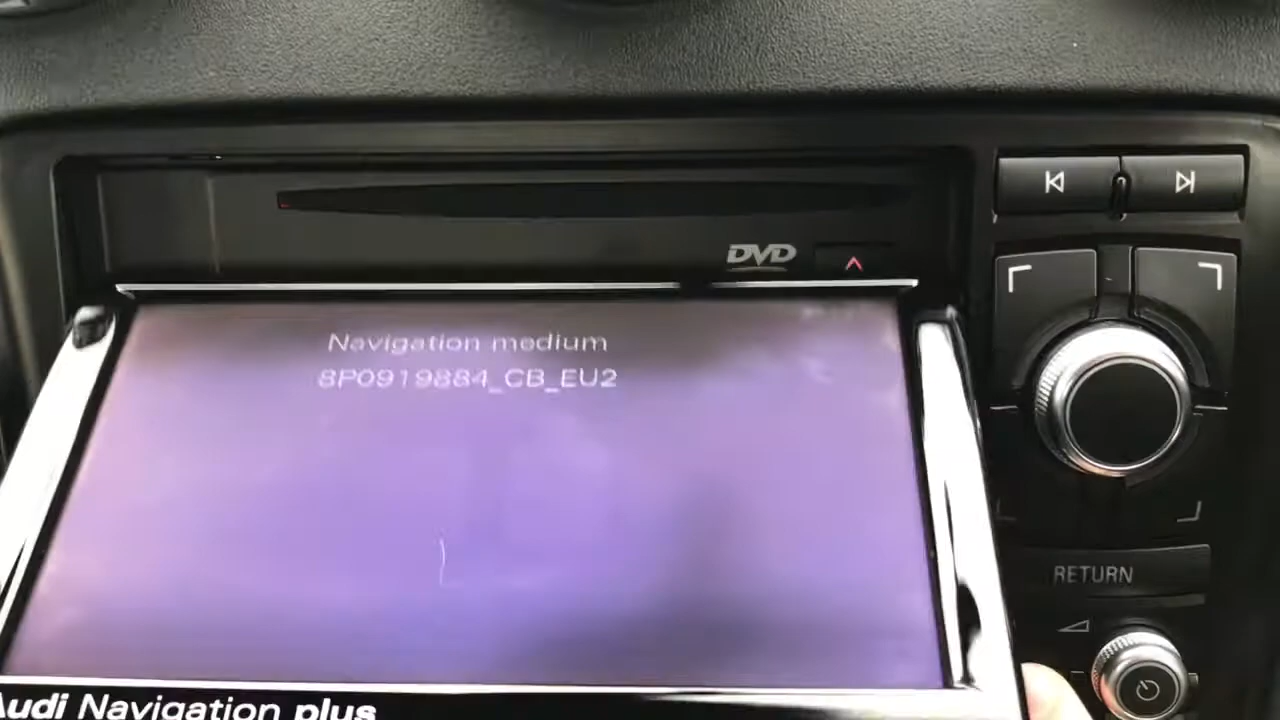 DVD
Navigation medium
8P0919884_CB_EU2
RETURN
Audi Navigation plus